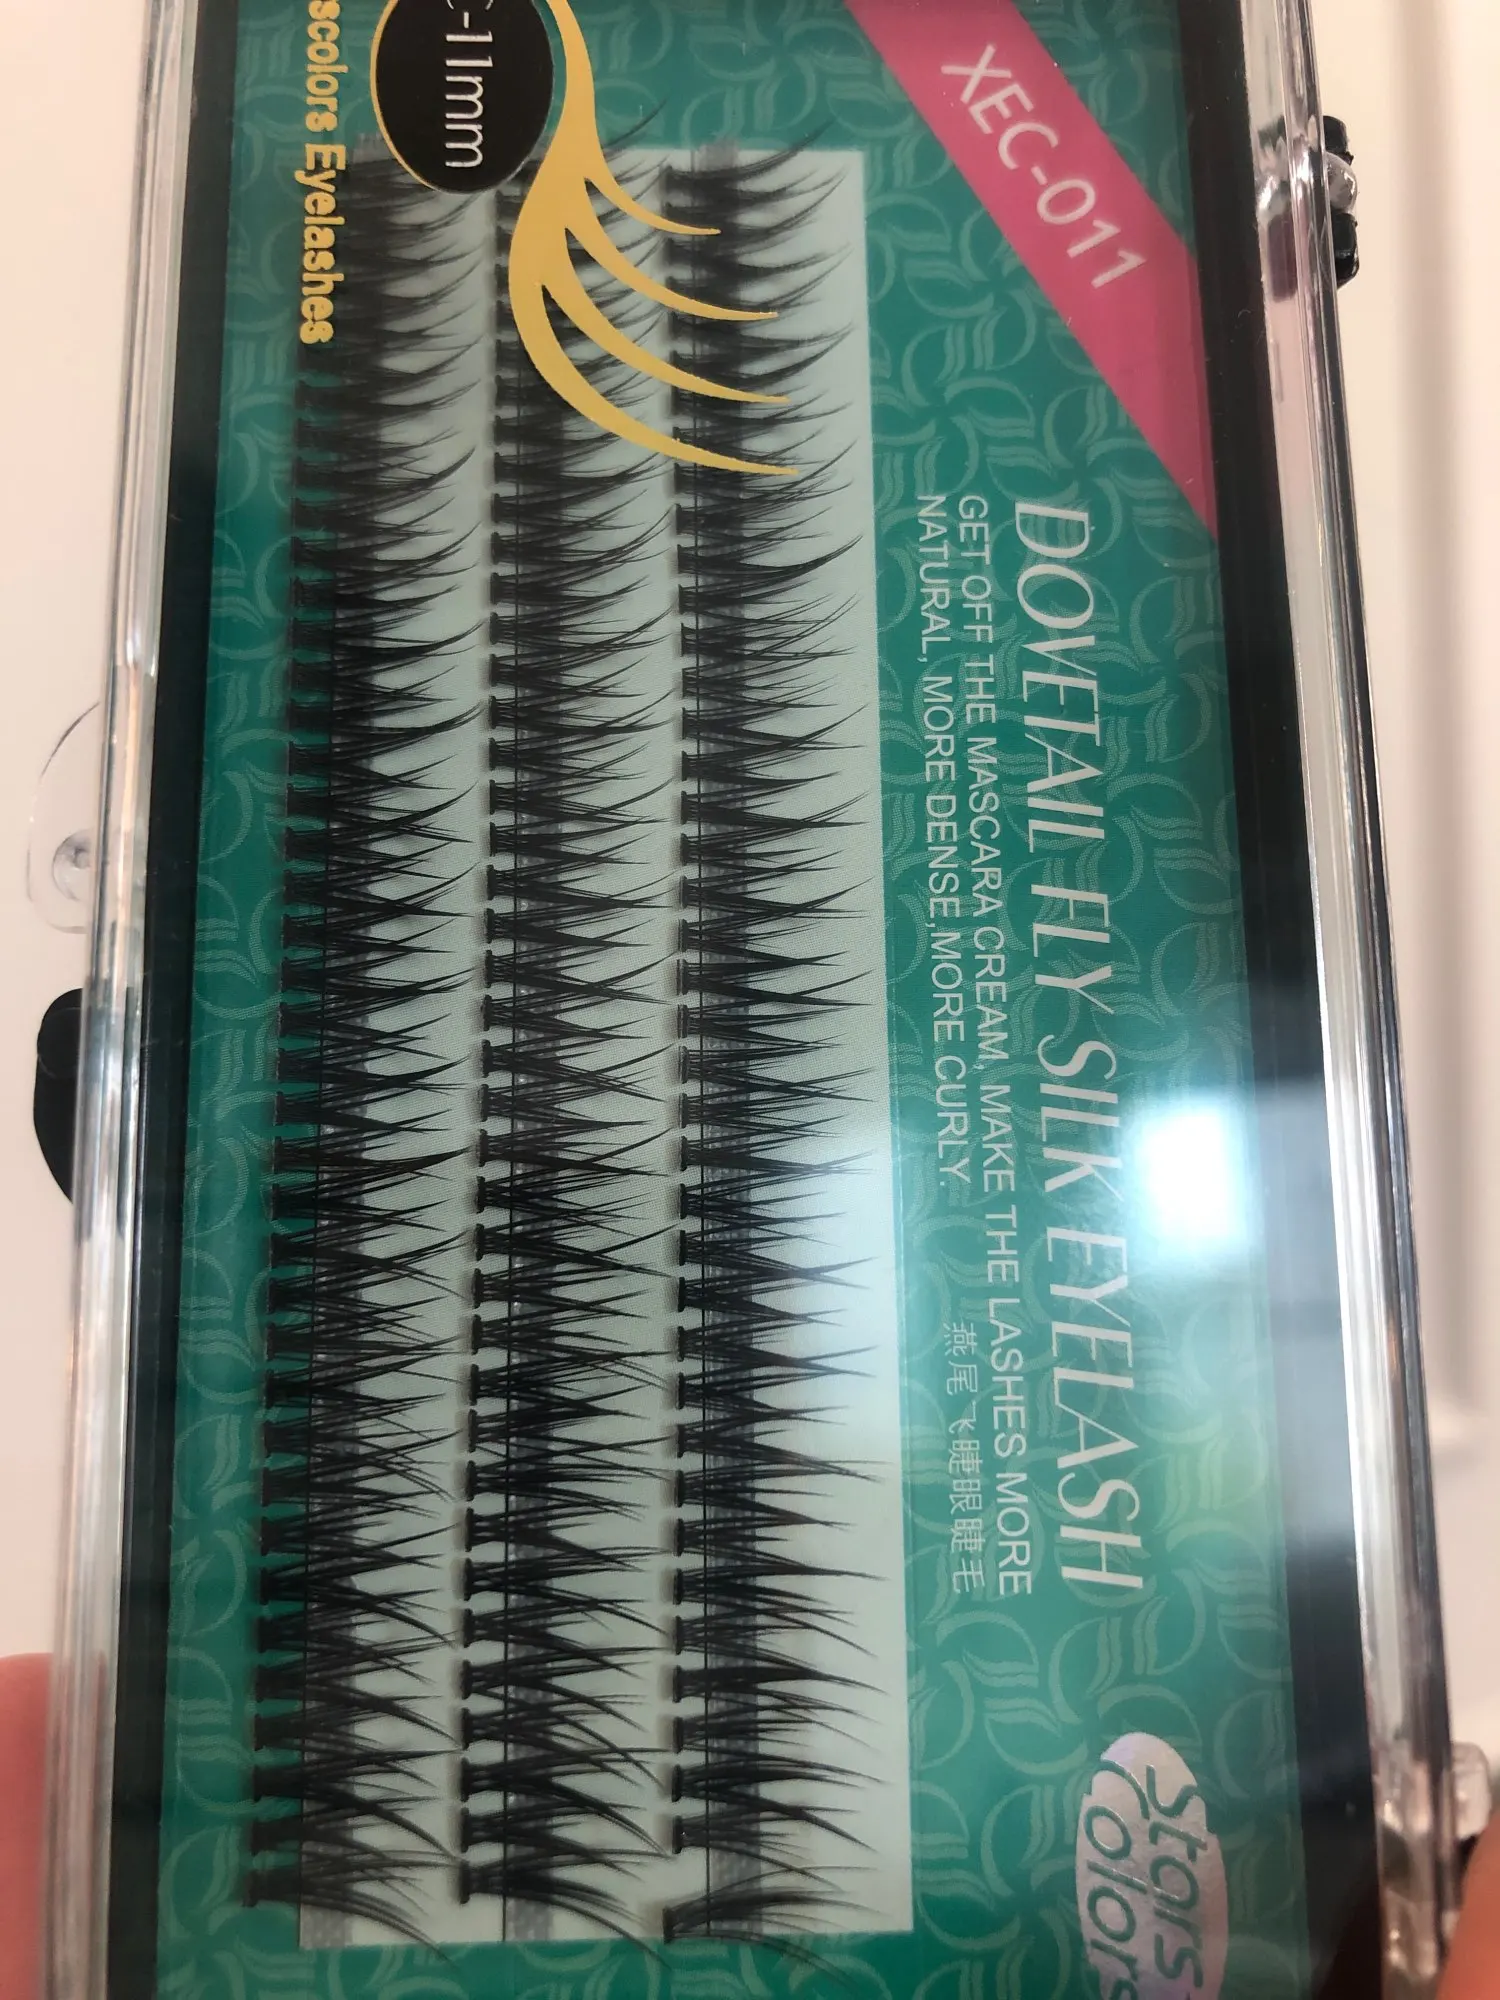 XEC-011
C-11mm
scolors Eyelashes
DOVETAIL FLY SILK EYELASH
GET OFF THE MASCARA CREAM, MAKE THE LASHES MORE
NATURAL, MORE DENSE,MORE CURLY.
燕尾飞睫眼睫毛
Stars
Colors